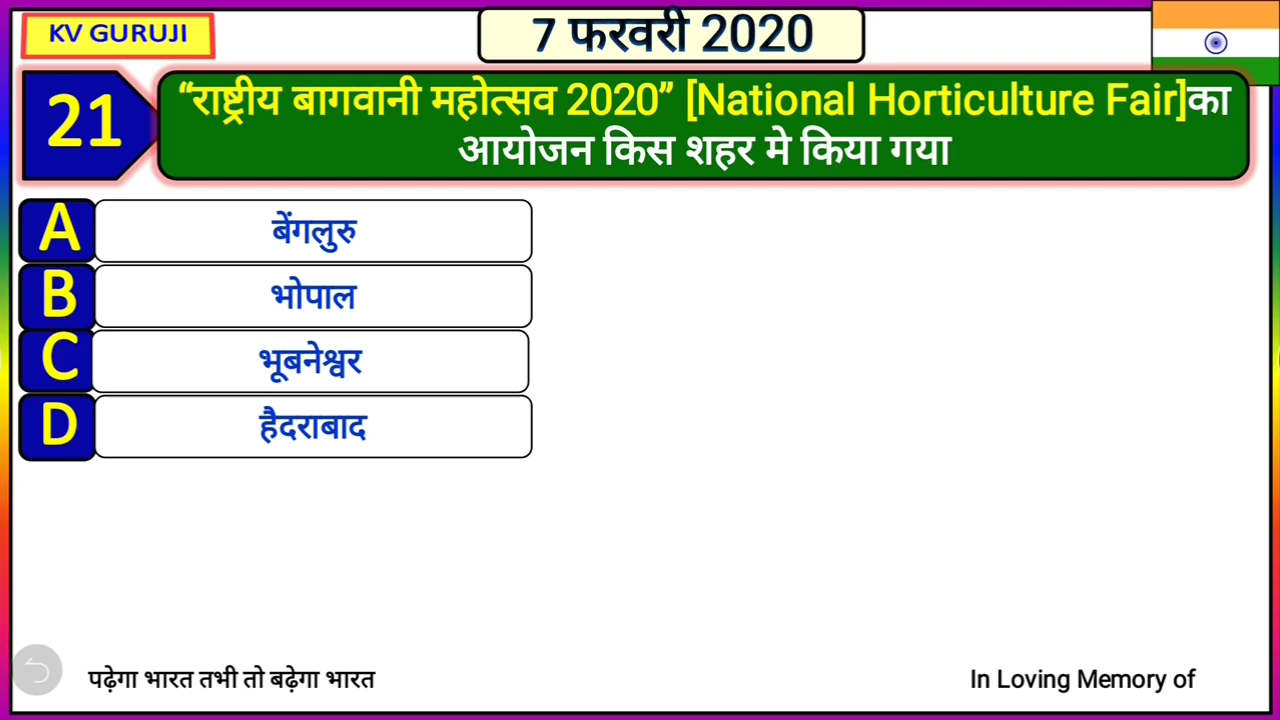 KV GURUJI
7 फरवरी 2020
21
“राष्ट्रीय बागवानी महोत्सव 2020” [National Horticulture Fair]का
आयोजन किस शहर मे किया गया
A
बेंगलुरु
B
भोपाल
C
भूबनेश्वर
D
हैदराबाद
पढ़ेगा भारत तभी तो बढ़ेगा भारत
In Loving Memory of